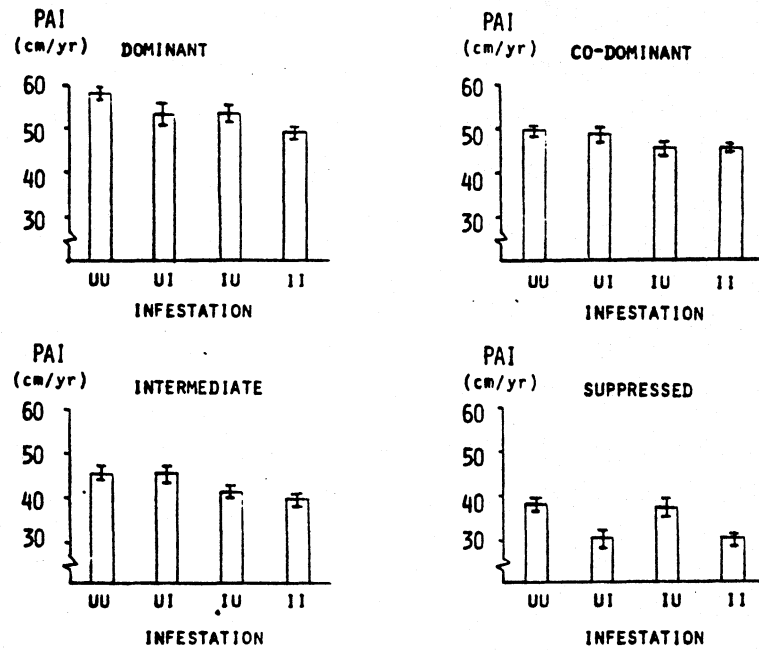 PAI
(cm/yr) DOMINANT
60
50
40
30
UU UI IU II
INFESTATION
PAI
(cm/yr) CO-DOMINANT
60
50
40
30
UU UI IU II
INFESTATION
PAI
(cm/yr) INTERMEDIATE
60
50
40
30
UU UI IU II
INFESTATION
PAI
(cm/yr) SUPPRESSED
60
50
40
30
UU UI IU II
INFESTATION